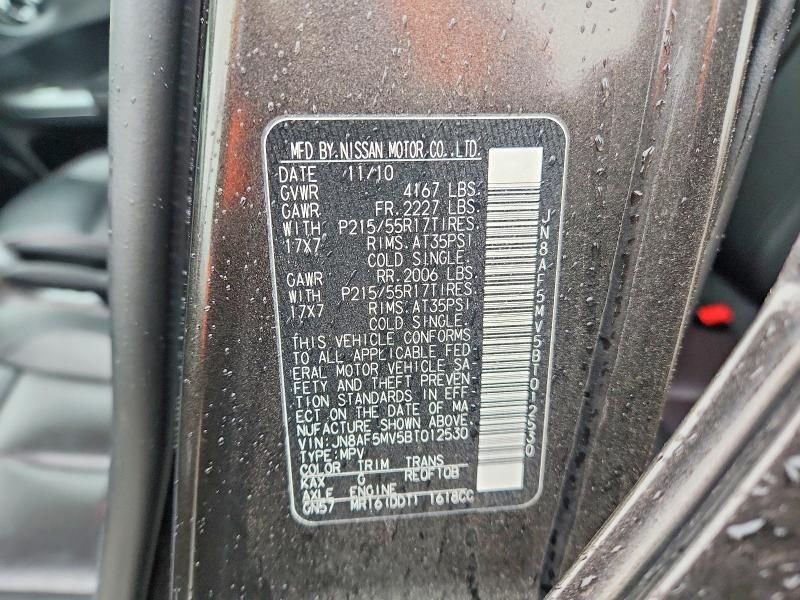 MFD BY.NISSAN MOTOR CO.,LTD.
DATE 11/10
GVWR 4167 LBS.
GAWR FR. 2227 LBS.
WITH P215/55R17TIRES.
17X7 RIMS. AT35PSI
COLD SINGLE.
GAWR RR. 2006 LBS.
WITH P215/55R17TIRES.
17X7 RIMS. AT35PSI
COLD SINGLE.
THIS VEHICLE CONFORMS
TO ALL APPLICABLE FED-
ERAL MOTOR VEHICLE SA-
FETY AND THEFT PREVEN-
TION STANDARDS IN EFF-
ECT ON THE DATE OF MA-
NUFACTURE SHOWN ABOVE.
VIN:JN8AF5MV5BT012530
TYPE:MPV
COLOR TRIM TRANS
KAX G RE0F10B
AXLE ENGINE
GN57 MR16(DDT) 1618CC
JN8AF5MV5BT012530